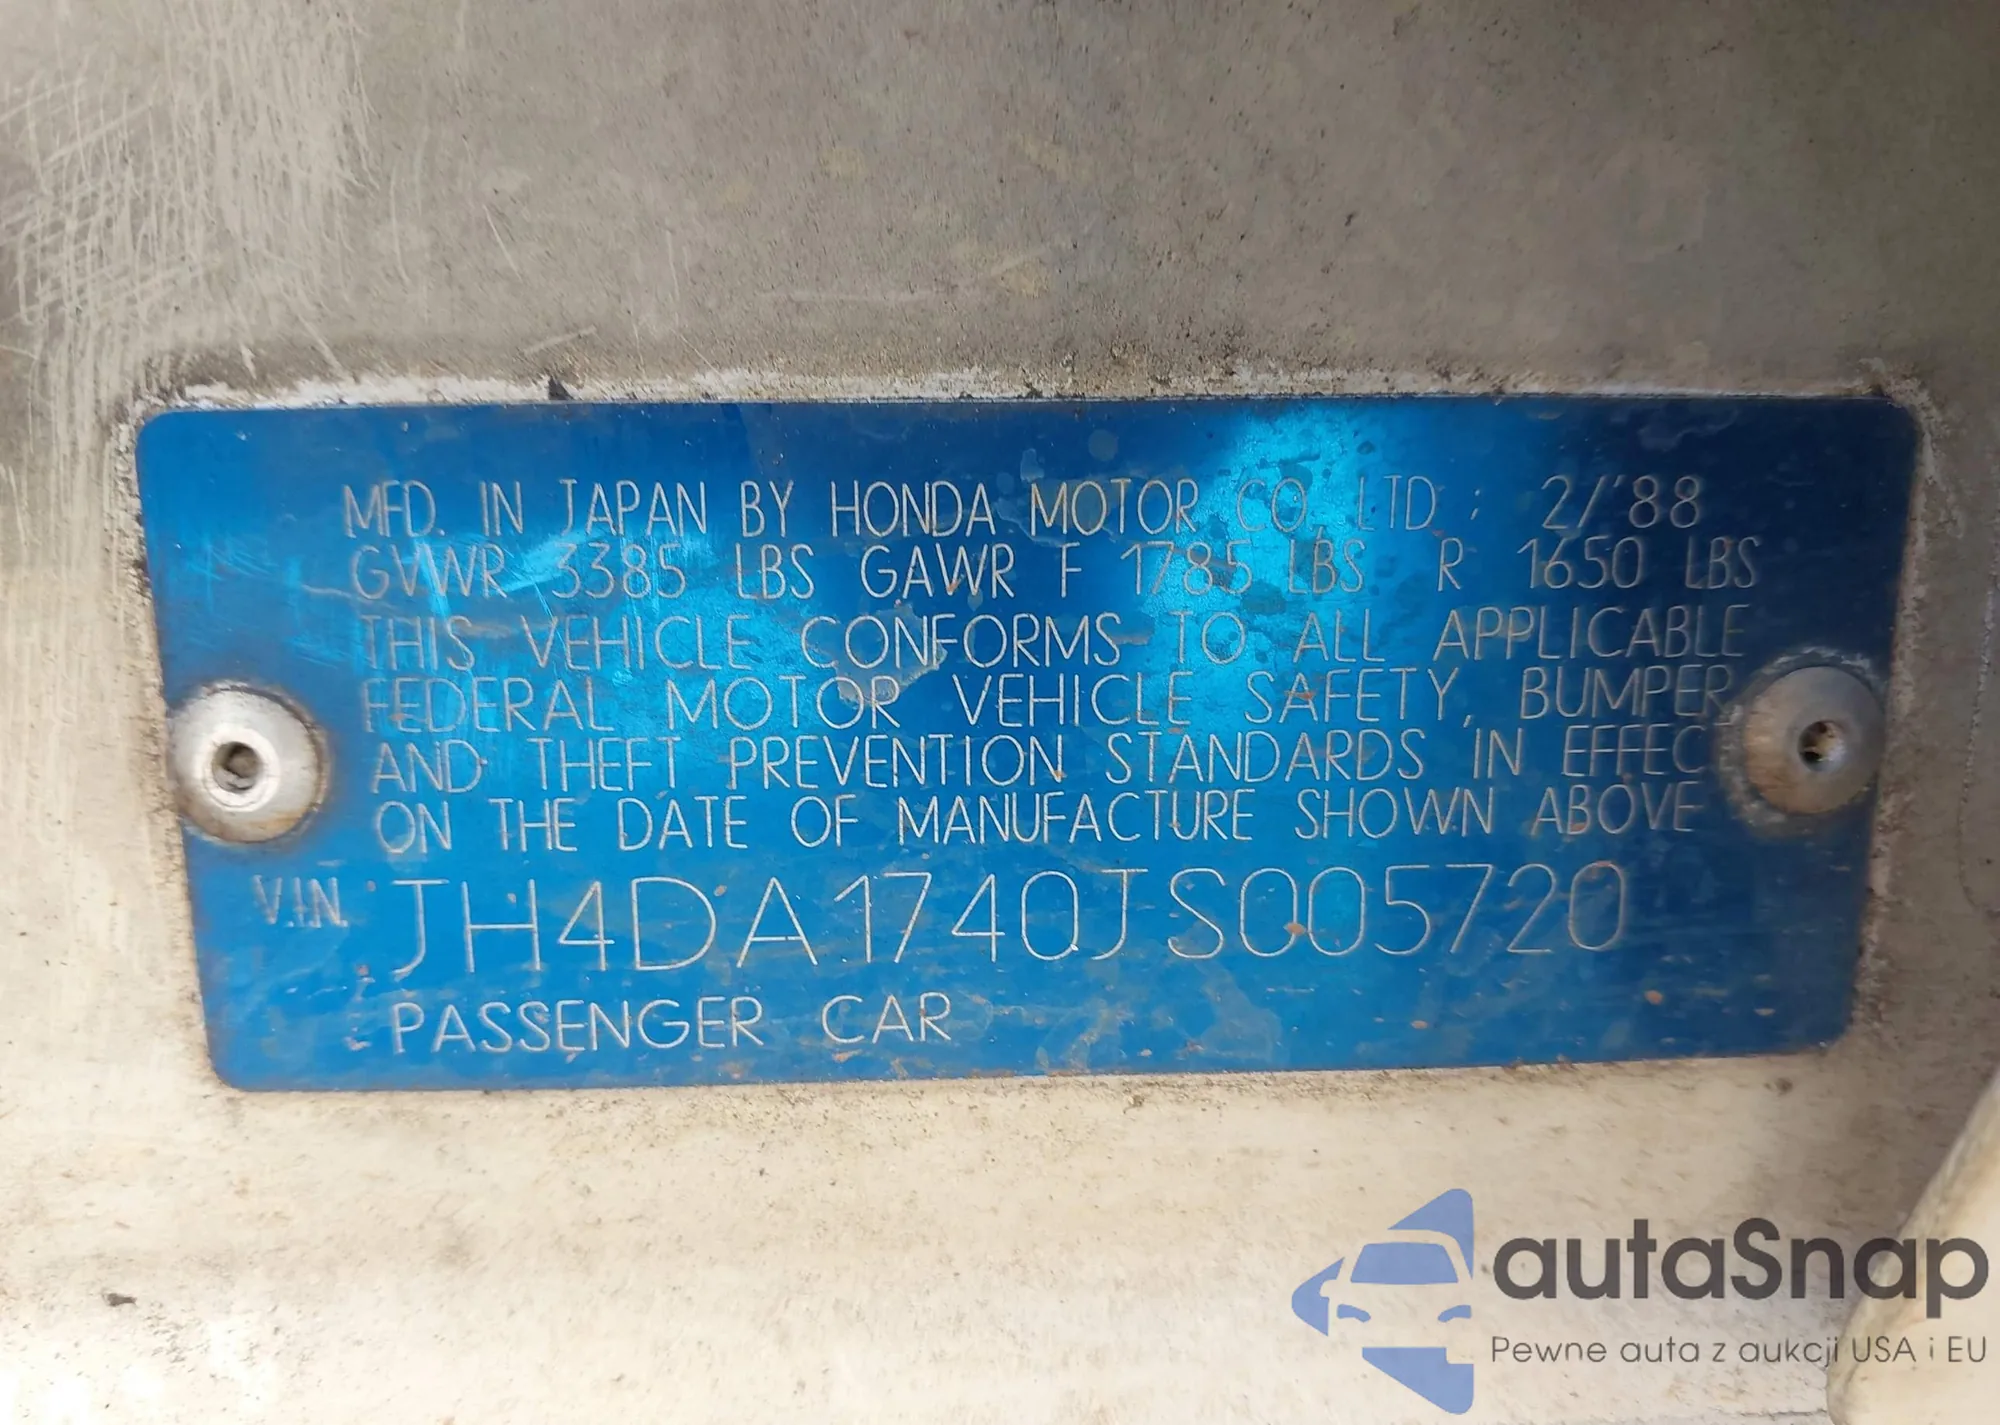 MFD. IN JAPAN BY HONDA MOTOR CO., LTD.; 2/'88
GVWR 3385 LBS GAWR F 1785 LBS R 1650 LBS
THIS VEHICLE CONFORMS TO ALL APPLICABLE
FEDERAL MOTOR VEHICLE SAFETY, BUMPER,
AND THEFT PREVENTION STANDARDS IN EFFEC
ON THE DATE OF MANUFACTURE SHOWN ABOVE
V.I.N. JH4DA1740JS005720
PASSENGER CAR
autaSnap
Pewne auta z aukcji USA i EU